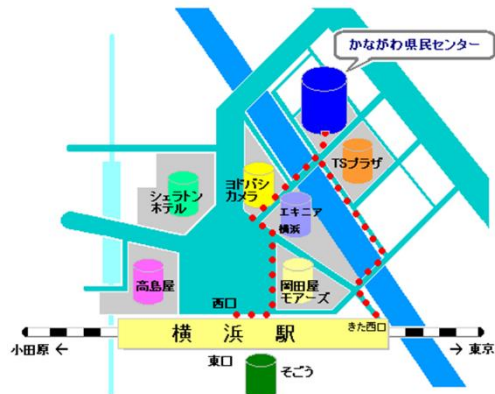 かながわ県民センター
TSプラザ
ヨドバシ
カメラ
シェラトン
ホテル
エキニア
横浜
高島屋
岡田屋
モアーズ
西口
きた西口
横浜駅
小田原 ←
→ 東京
東口
そごう